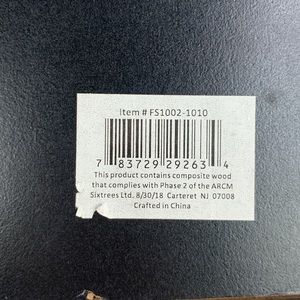 Item # FS1002-1010
7 83729 29263 4
This product contains composite wood
that complies with Phase 2 of the ARCM
Sixtrees Ltd. 8/30/18 Carteret NJ 07008
Crafted in China